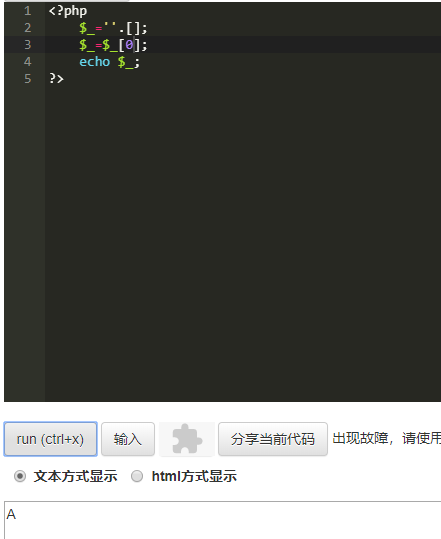 1 <?php
2 $_=''.[];
3 $_=$_[0];
4 echo $_;
5 ?>
run (ctrl+x) 输入 分享当前代码 出现故障，请使用
文本方式显示 html方式显示
A